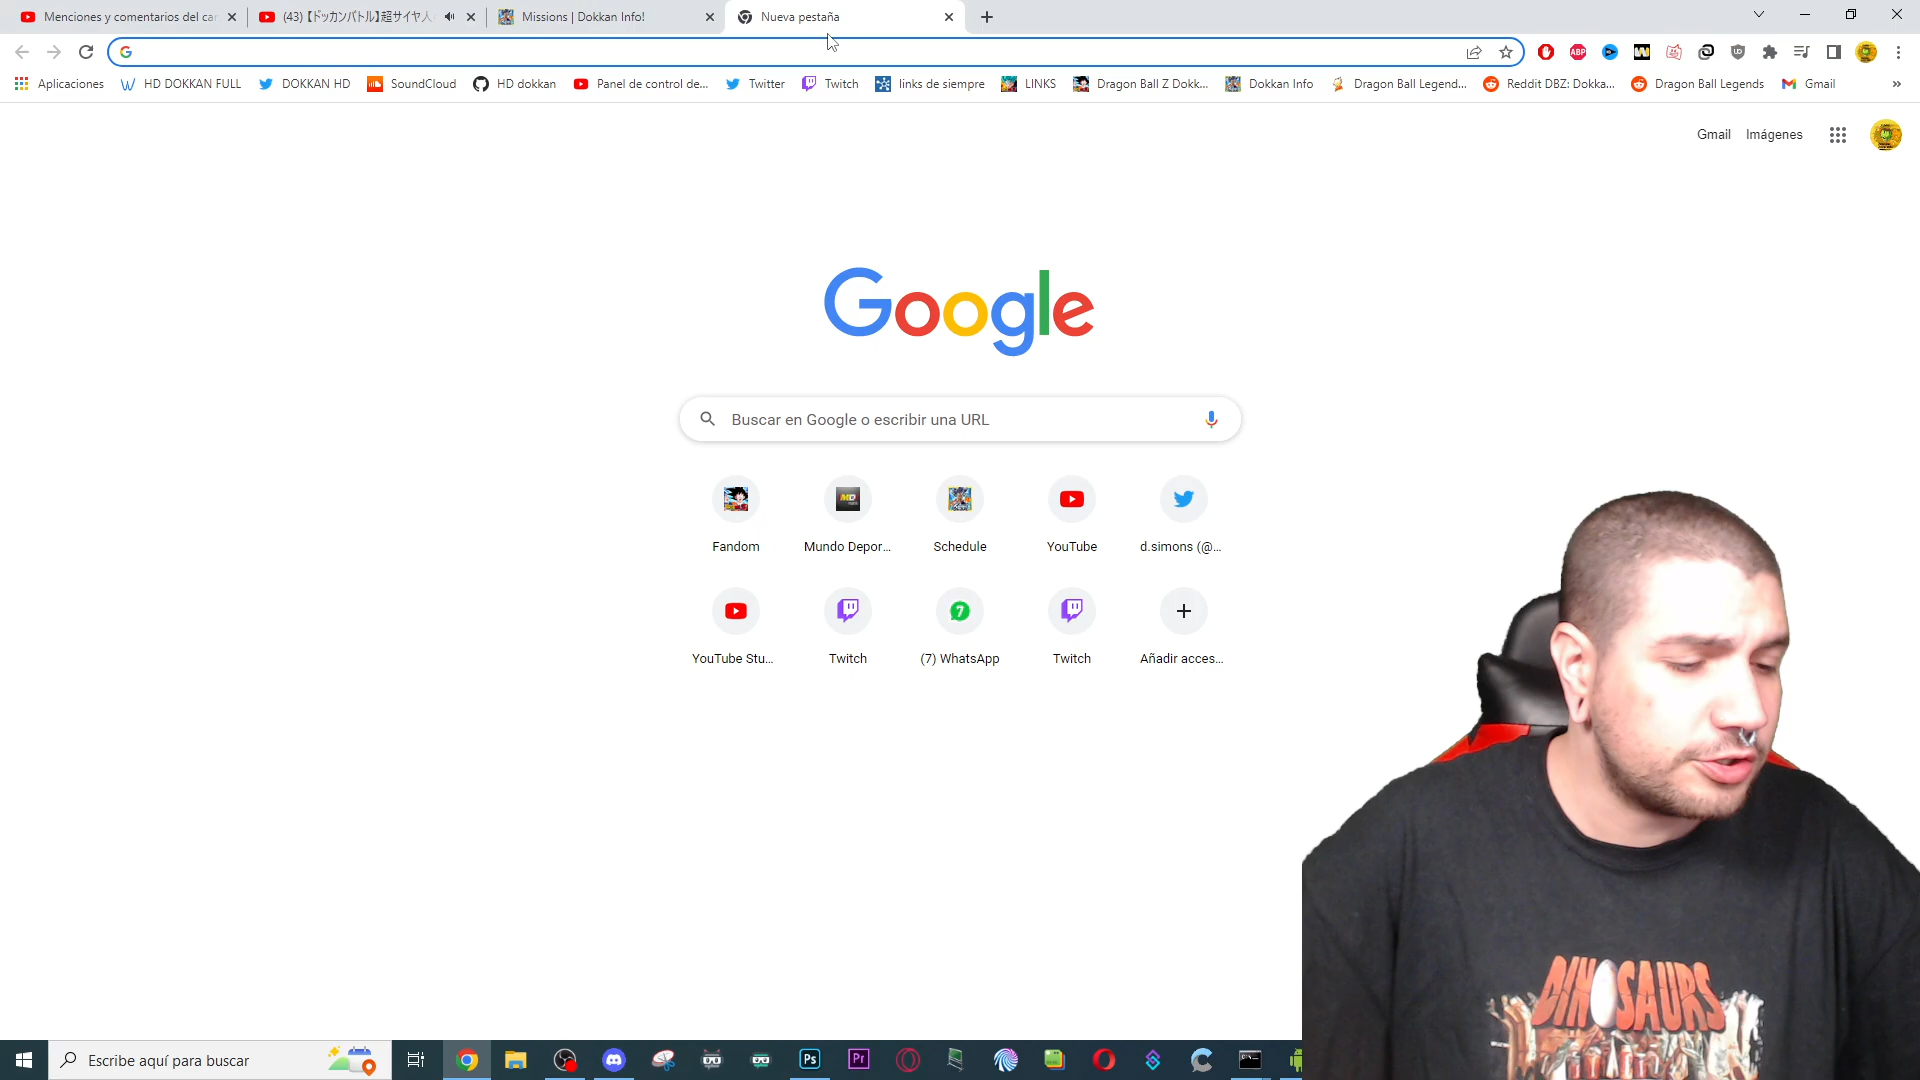 Menciones y comentarios del can
(43) 【ドッカンバトル】超サイヤ人
Missions | Dokkan Info!
Nueva pestaña
Aplicaciones
HD DOKKAN FULL
DOKKAN HD
SoundCloud
HD dokkan
Panel de control de...
Twitter
Twitch
links de siempre
LINKS
Dragon Ball Z Dokk...
Dokkan Info
Dragon Ball Legend...
Reddit DBZ: Dokka...
Dragon Ball Legends
Gmail
»
Gmail
Imágenes
Google
Buscar en Google o escribir una URL
Fandom
Mundo Depor...
Schedule
YouTube
d.simons (@...
YouTube Stu...
Twitch
(7) WhatsApp
Twitch
Añadir acces...
DINOSAURS
Escribe aquí para buscar